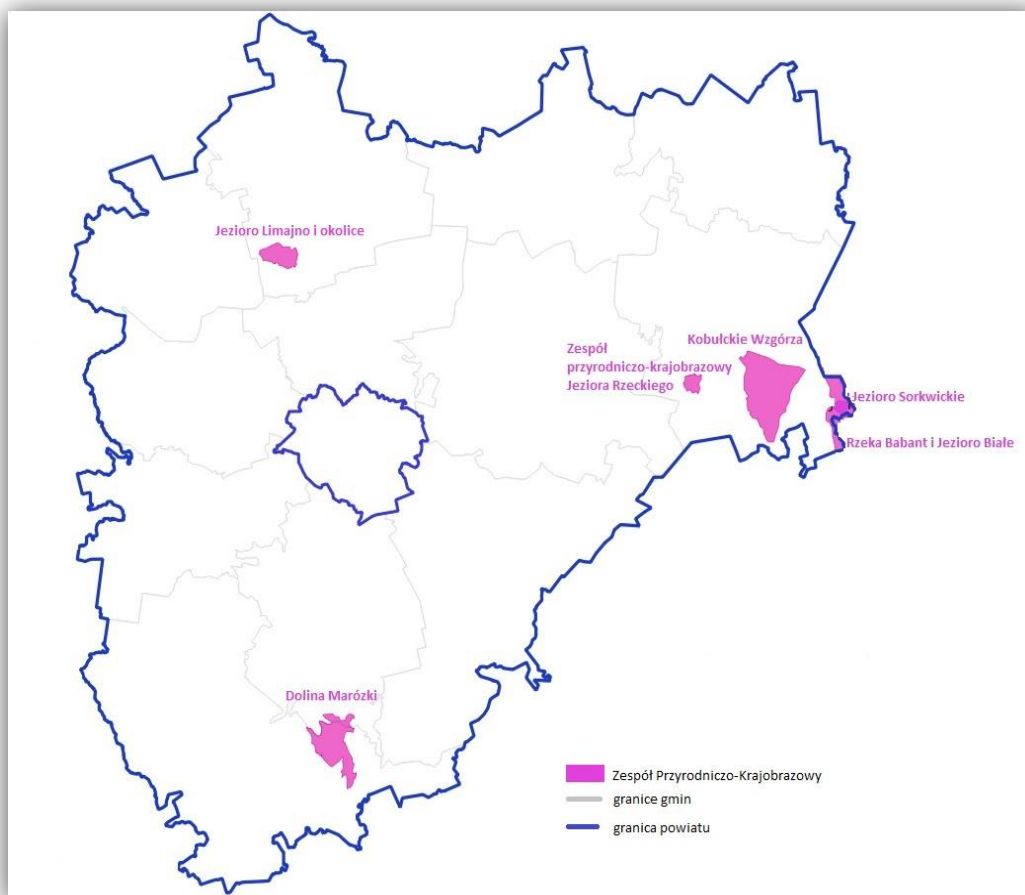 Jezioro Limajno i okolice
Kobułckie Wzgórza
Zespół
przyrodniczo-krajobrazowy
Jeziora Rzeckiego
Jezioro Sorkwickie
Rzeka Babant i Jezioro Białe
Dolina Marózki
Zespół Przyrodniczo-Krajobrazowy
granice gmin
granica powiatu